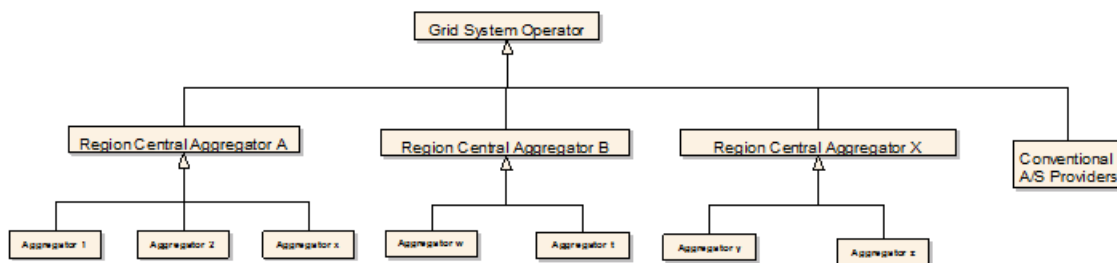 Grid System Operator
Region Central Aggregator A
Region Central Aggregator B
Region Central Aggregator X
Conventional
A/S Providers
Aggregator 1
Aggregator 2
Aggregator x
Aggregator w
Aggregator t
Aggregator y
Aggregator z